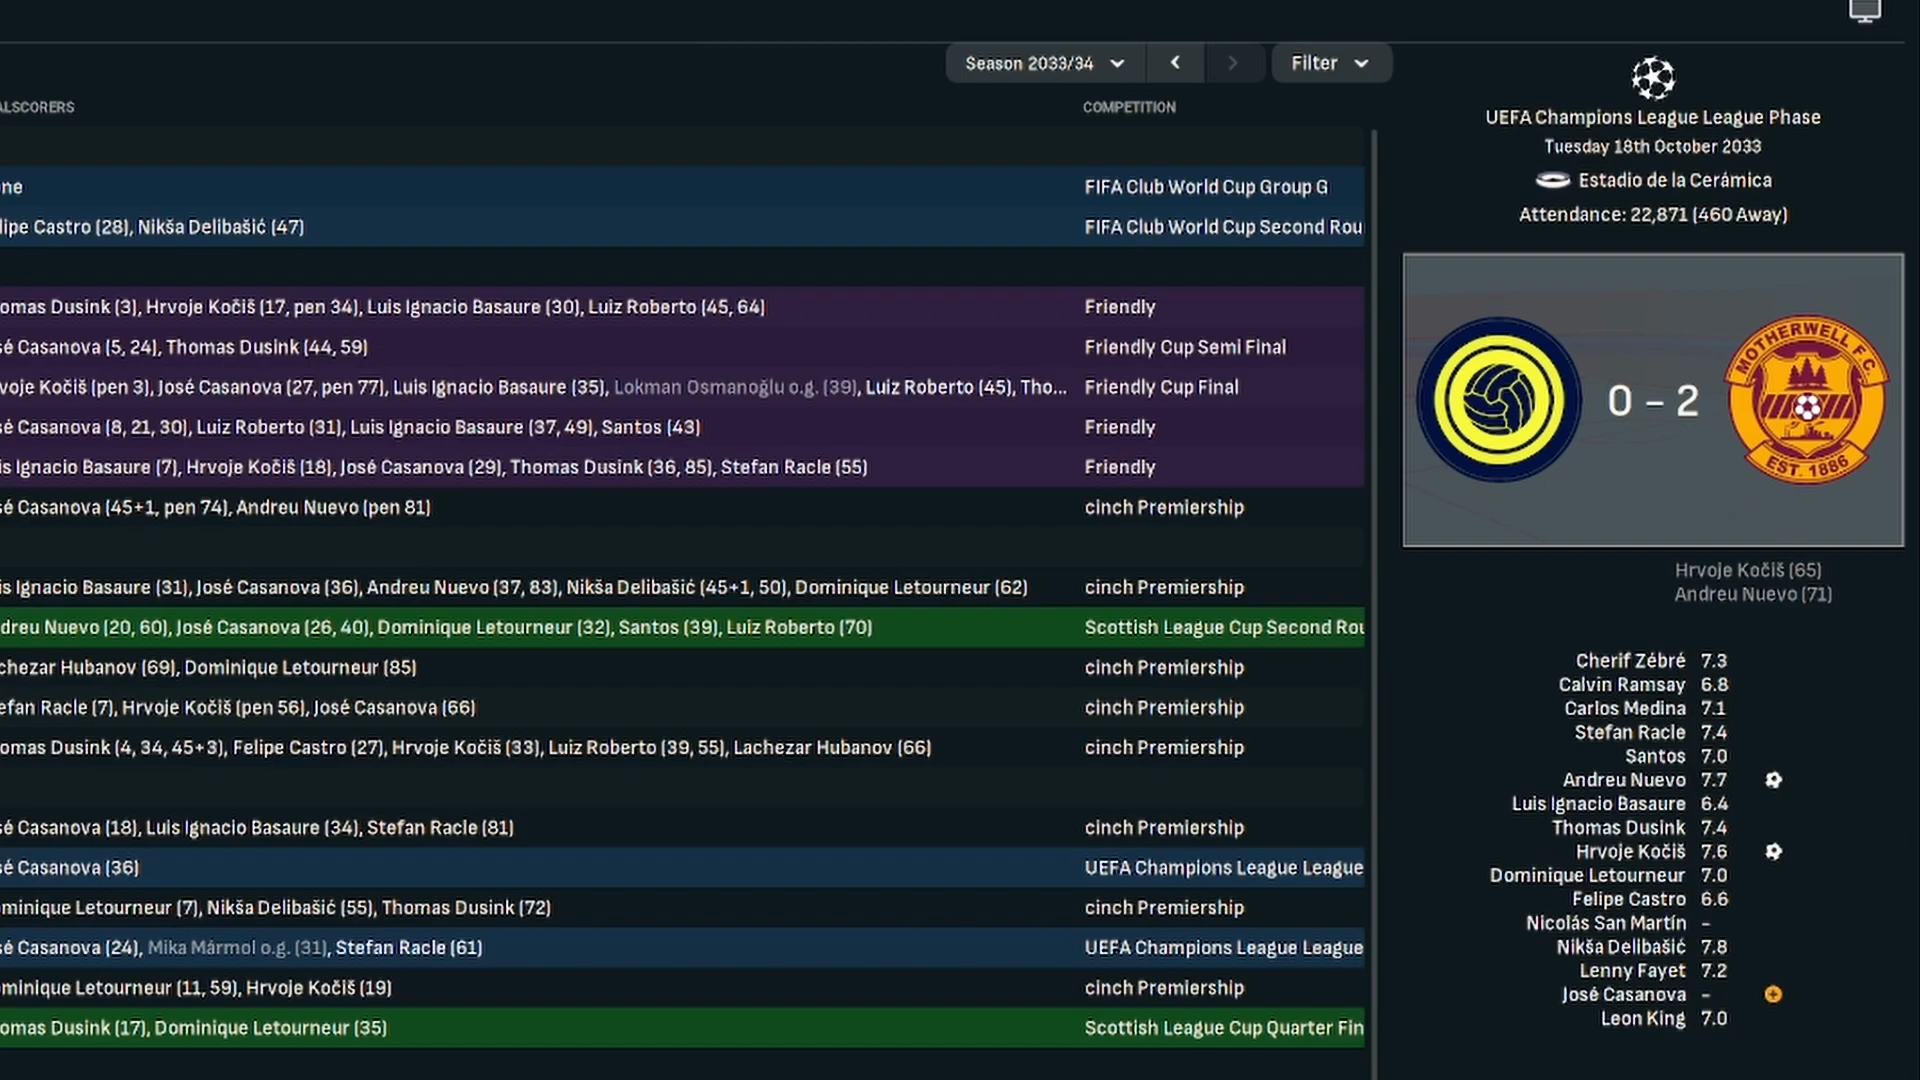 Season 2033/34
Filter
ALSCORERS
COMPETITION
ne
FIFA Club World Cup Group G
lipe Castro (28), Nikša Delibašić (47)
FIFA Club World Cup Second Rou
omas Dusink (3), Hrvoje Kočiš (17, pen 34), Luis Ignacio Basaure (30), Luiz Roberto (45, 64)
Friendly
sé Casanova (5, 24), Thomas Dusink (44, 59)
Friendly Cup Semi Final
voje Kočiš (pen 3), José Casanova (27, pen 77), Luis Ignacio Basaure (35), Lokman Osmanoğlu o.g. (39), Luiz Roberto (45), Tho...
Friendly Cup Final
sé Casanova (8, 21, 30), Luiz Roberto (31), Luis Ignacio Basaure (37, 49), Santos (43)
Friendly
is Ignacio Basaure (7), Hrvoje Kočiš (18), José Casanova (29), Thomas Dusink (36, 85), Stefan Racle (55)
Friendly
sé Casanova (45+1, pen 74), Andreu Nuevo (pen 81)
cinch Premiership
is Ignacio Basaure (31), José Casanova (36), Andreu Nuevo (37, 83), Nikša Delibašić (45+1, 50), Dominique Letourneur (62)
cinch Premiership
dreu Nuevo (20, 60), José Casanova (26, 40), Dominique Letourneur (32), Santos (39), Luiz Roberto (70)
Scottish League Cup Second Rou
chezar Hubanov (69), Dominique Letourneur (85)
cinch Premiership
efan Racle (7), Hrvoje Kočiš (pen 56), José Casanova (66)
cinch Premiership
omas Dusink (4, 34, 45+3), Felipe Castro (27), Hrvoje Kočiš (33), Luiz Roberto (39, 55), Lachezar Hubanov (66)
cinch Premiership
sé Casanova (18), Luis Ignacio Basaure (34), Stefan Racle (81)
cinch Premiership
sé Casanova (36)
UEFA Champions League League
minique Letourneur (7), Nikša Delibašić (55), Thomas Dusink (72)
cinch Premiership
sé Casanova (24), Mika Mármol o.g. (31), Stefan Racle (61)
UEFA Champions League League
minique Letourneur (11, 59), Hrvoje Kočiš (19)
cinch Premiership
omas Dusink (17), Dominique Letourneur (35)
Scottish League Cup Quarter Fin
UEFA Champions League League Phase
Tuesday 18th October 2033
Estadio de la Cerámica
Attendance: 22,871 (460 Away)
0 - 2
MOTHERWELL F.C.
EST. 1886
Hrvoje Kočiš (65)
Andreu Nuevo (71)
Cherif Zébré 7.3
Calvin Ramsay 6.8
Carlos Medina 7.1
Stefan Racle 7.4
Santos 7.0
Andreu Nuevo 7.7
Luis Ignacio Basaure 6.4
Thomas Dusink 7.4
Hrvoje Kočiš 7.6
Dominique Letourneur 7.0
Felipe Castro 6.6
Nicolás San Martín -
Nikša Delibašić 7.8
Lenny Fayet 7.2
José Casanova -
Leon King 7.0